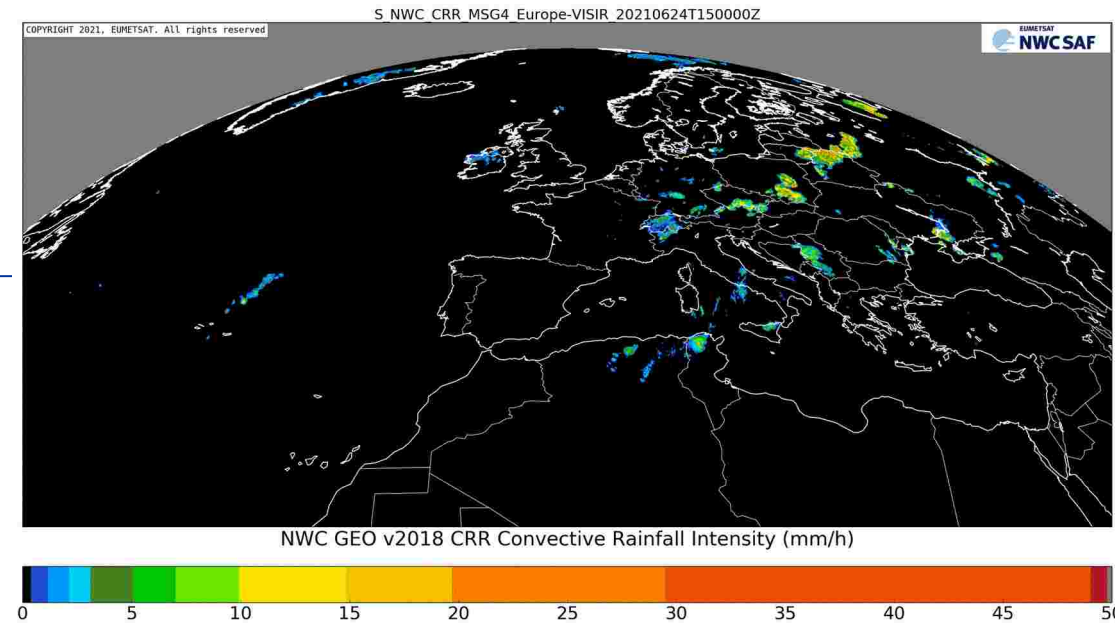 S_NWC_CRR_MSG4_Europe-VISIR_20210624T150000Z
COPYRIGHT 2021, EUMETSAT. All rights reserved
EUMETSAT
NWC SAF
NWC GEO v2018 CRR Convective Rainfall Intensity (mm/h)
0 5 10 15 20 25 30 35 40 45 50